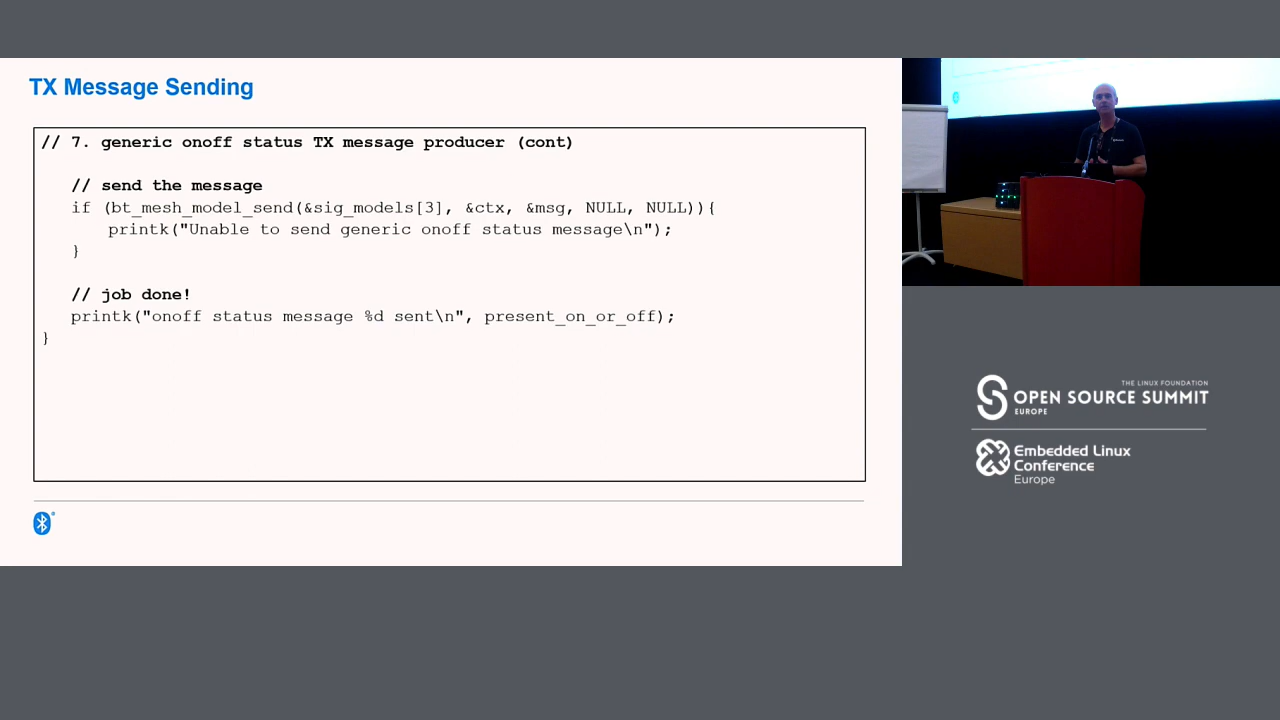 TX Message Sending
// 7. generic onoff status TX message producer (cont)
// send the message
if (bt_mesh_model_send(&sig_models[3], &ctx, &msg, NULL, NULL)){
printk("Unable to send generic onoff status message\n");
}
// job done!
printk("onoff status message %d sent\n", present_on_or_off);
}
THE LINUX FOUNDATION
OPEN SOURCE SUMMIT
EUROPE
Embedded Linux
Conference
Europe